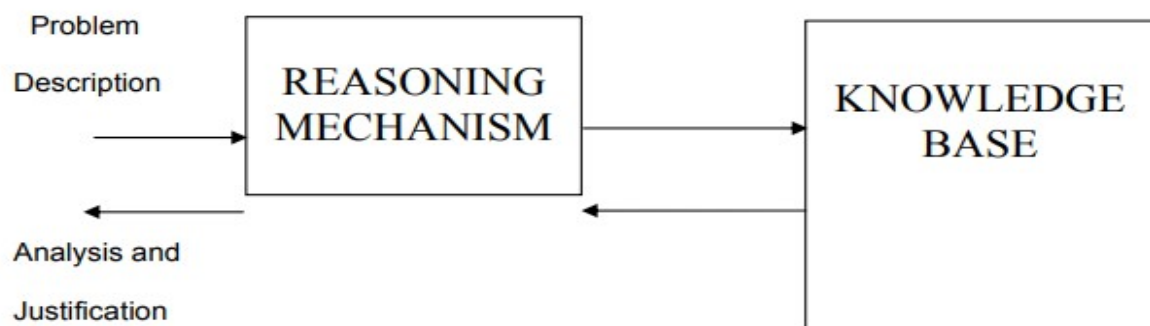 Problem
Description
REASONING
MECHANISM
KNOWLEDGE
BASE
Analysis and
Justification